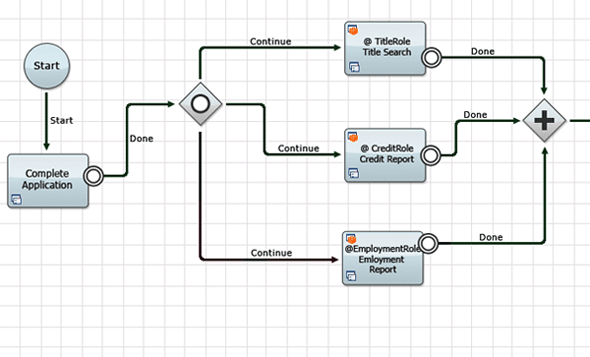 Start
Start
Complete
Application
Done
Continue
@ TitleRole
Title Search
Done
Continue
@ CreditRole
Credit Report
Done
Continue
@EmploymentRole
Emloyment
Report
Done